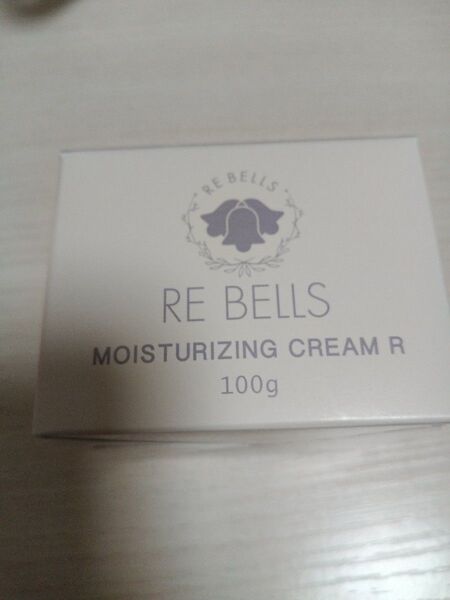 RE BELLS
RE BELLS
MOISTURIZING CREAM R
100g